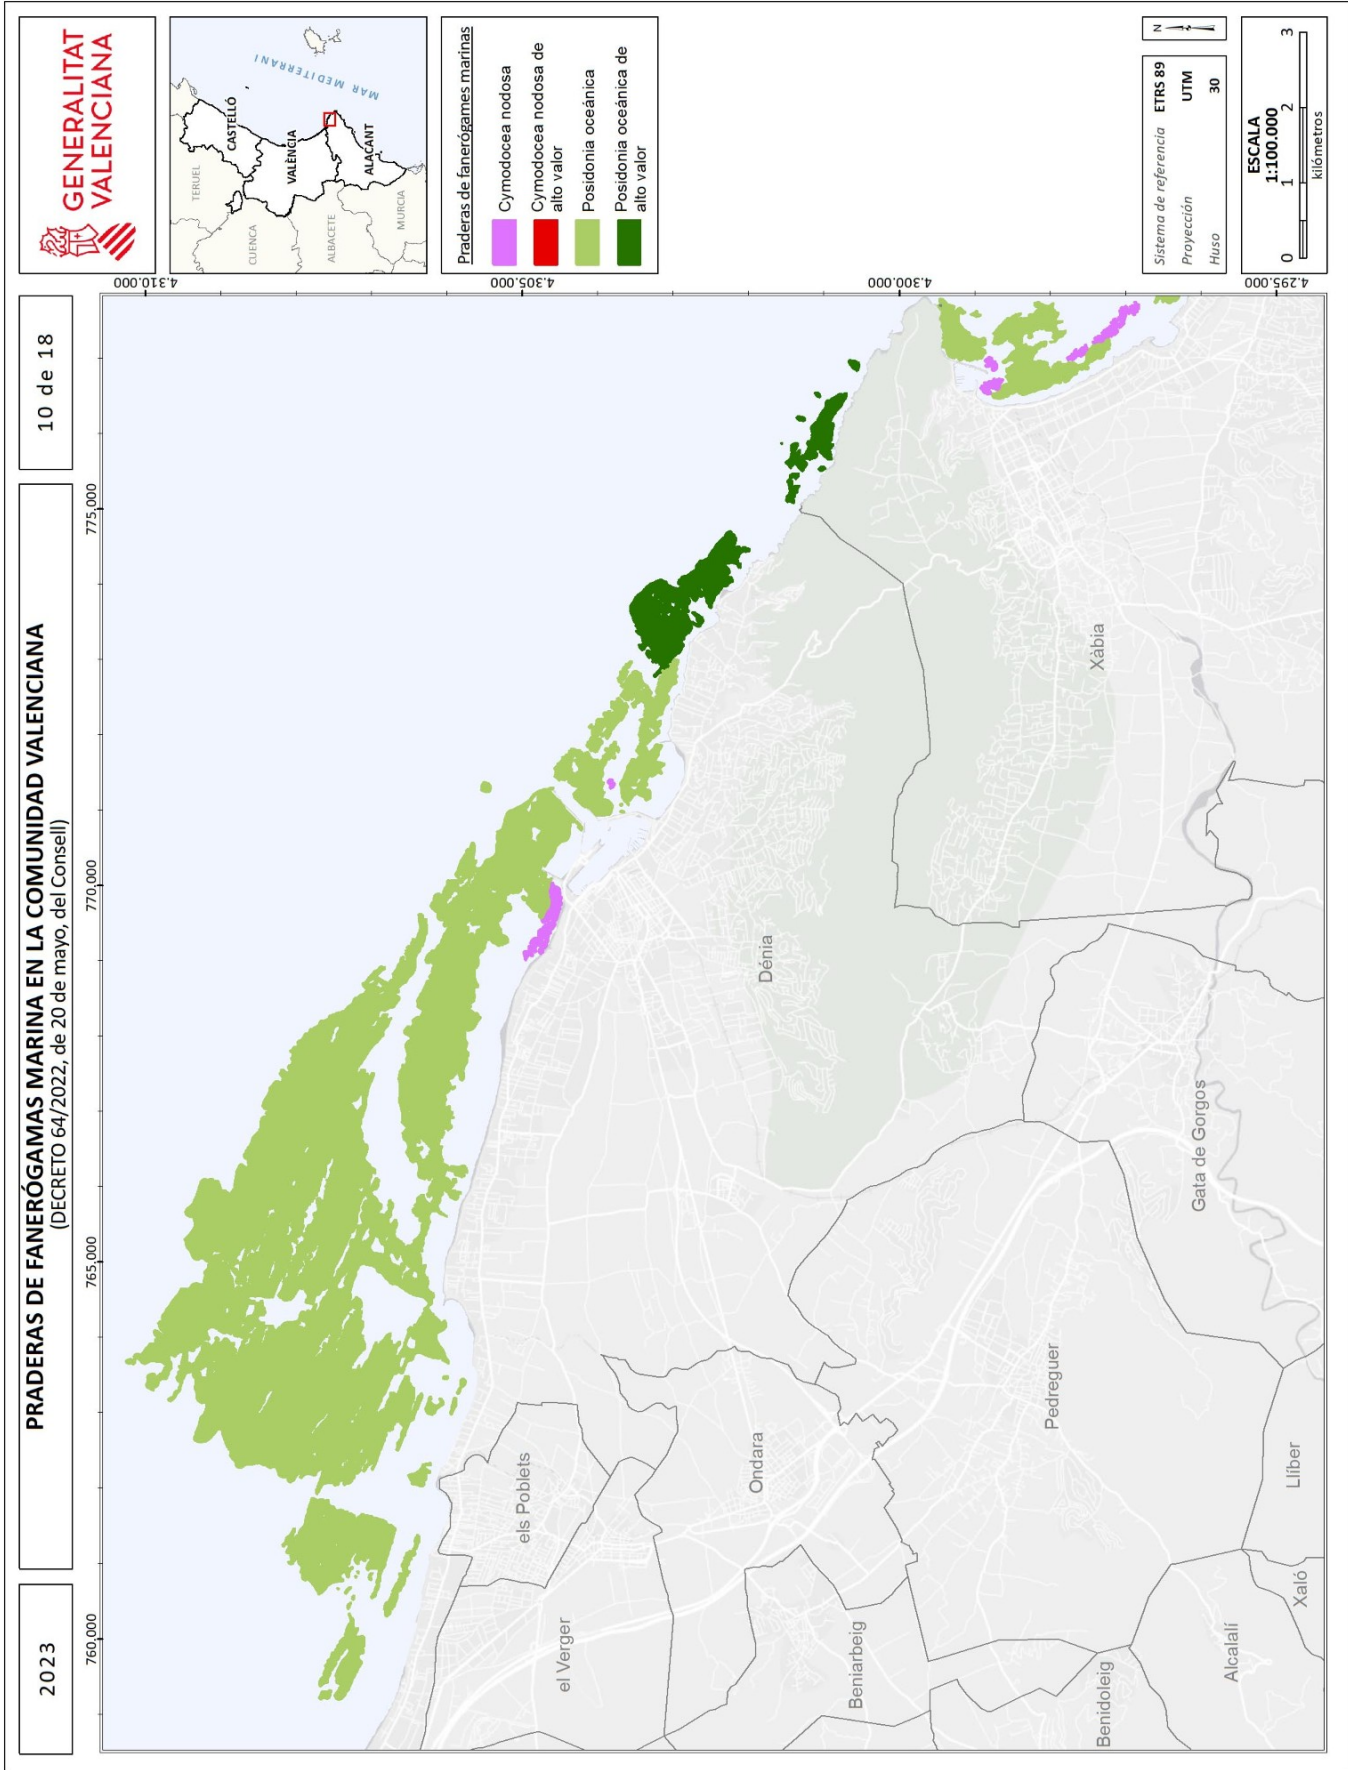 2023
PRADERAS DE FANERÓGAMAS MARINA EN LA COMUNIDAD VALENCIANA
(DECRETO 64/2022, de 20 de mayo, del Consell)
10 de 18
GENERALITAT
VALENCIANA
TERUEL
CASTELLÓ
CUENCA
VALÈNCIA
MAR MEDITERRANI
ALBACETE
ALACANT
MURCIA
Praderas de fanerógames marinas
Cymodocea nodosa
Cymodocea nodosa de
alto valor
Posidonia oceánica
Posidonia oceánica de
alto valor
Sistema de referencia ETRS 89
Proyección UTM
Huso 30
N
ESCALA
1:100.000
0 1 2 3
kilómetros
760.000
765.000
770.000
775.000
4.310.000
4.305.000
4.300.000
4.295.000
els Poblets
el Verger
Ondara
Dénia
Beniarbeig
Pedreguer
Xàbia
Benidoleig
Gata de Gorgos
Alcalalí
Xaló
Llíber